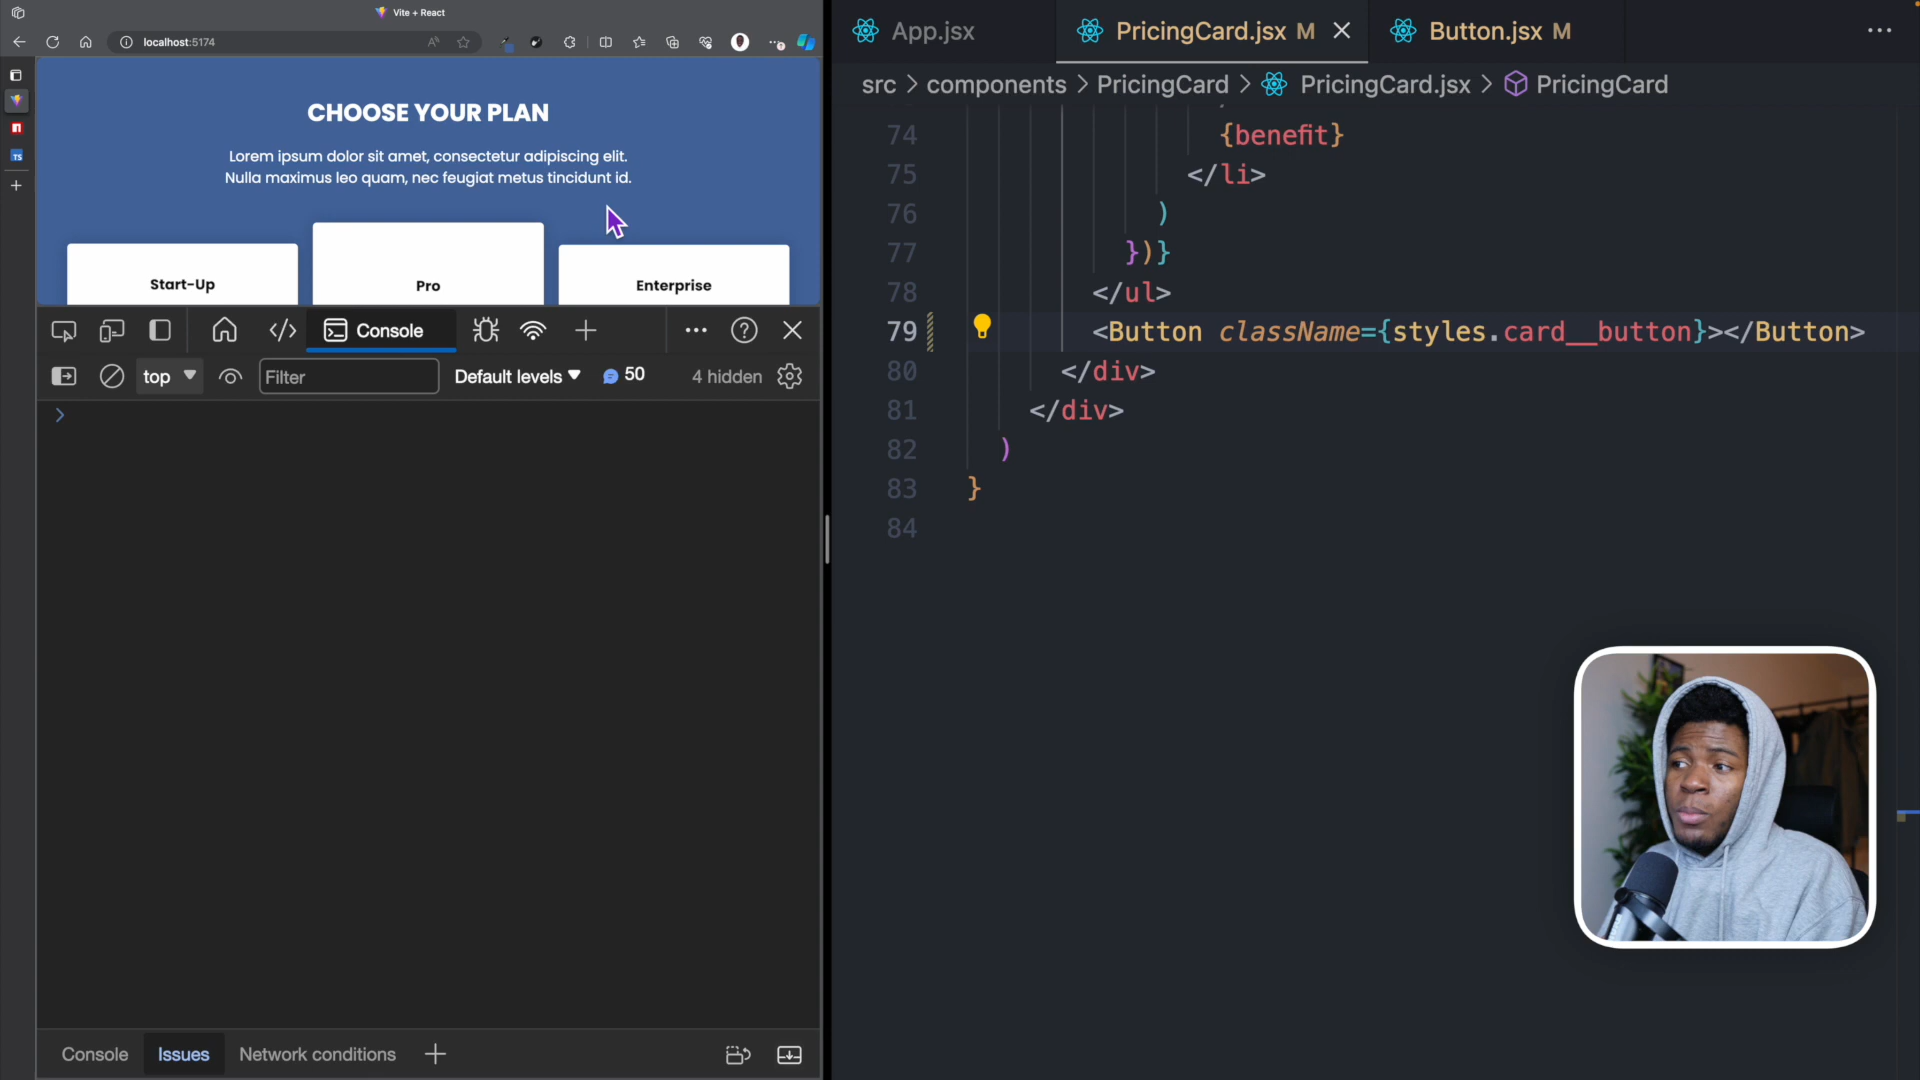 Vite + React
localhost:5174
CHOOSE YOUR PLAN
Lorem ipsum dolor sit amet, consectetur adipiscing elit.
Nulla maximus leo quam, nec feugiat metus tincidunt id.
Start-Up
Pro
Enterprise
Console
top
Filter
Default levels
50
4 hidden
Console
Issues
Network conditions
App.jsx
PricingCard.jsx M
Button.jsx M
src > components > PricingCard > PricingCard.jsx > PricingCard
74 {benefit}
75 </li>
76 )
77 })}
78 </ul>
79 <Button className={styles.card__button}></Button>
80 </div>
81 </div>
82 )
83 }
84